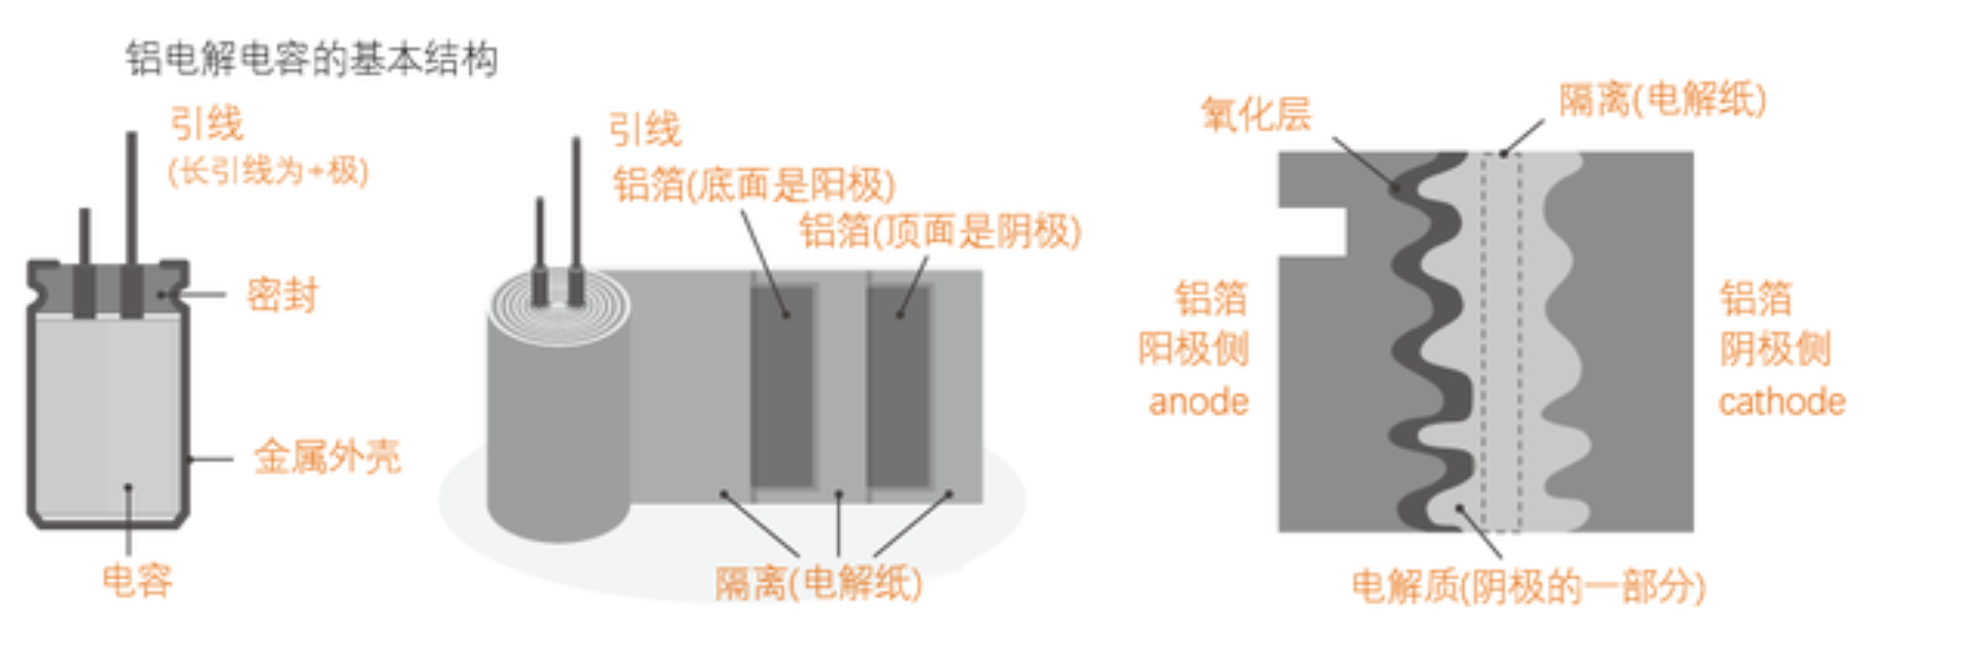 铝电解电容的基本结构
引线
(长引线为+极)
密封
金属外壳
电容
引线
铝箔(底面是阳极)
铝箔(顶面是阴极)
隔离(电解纸)
氧化层
隔离(电解纸)
铝箔
阳极侧
anode
铝箔
阴极侧
cathode
电解质(阴极的一部分)